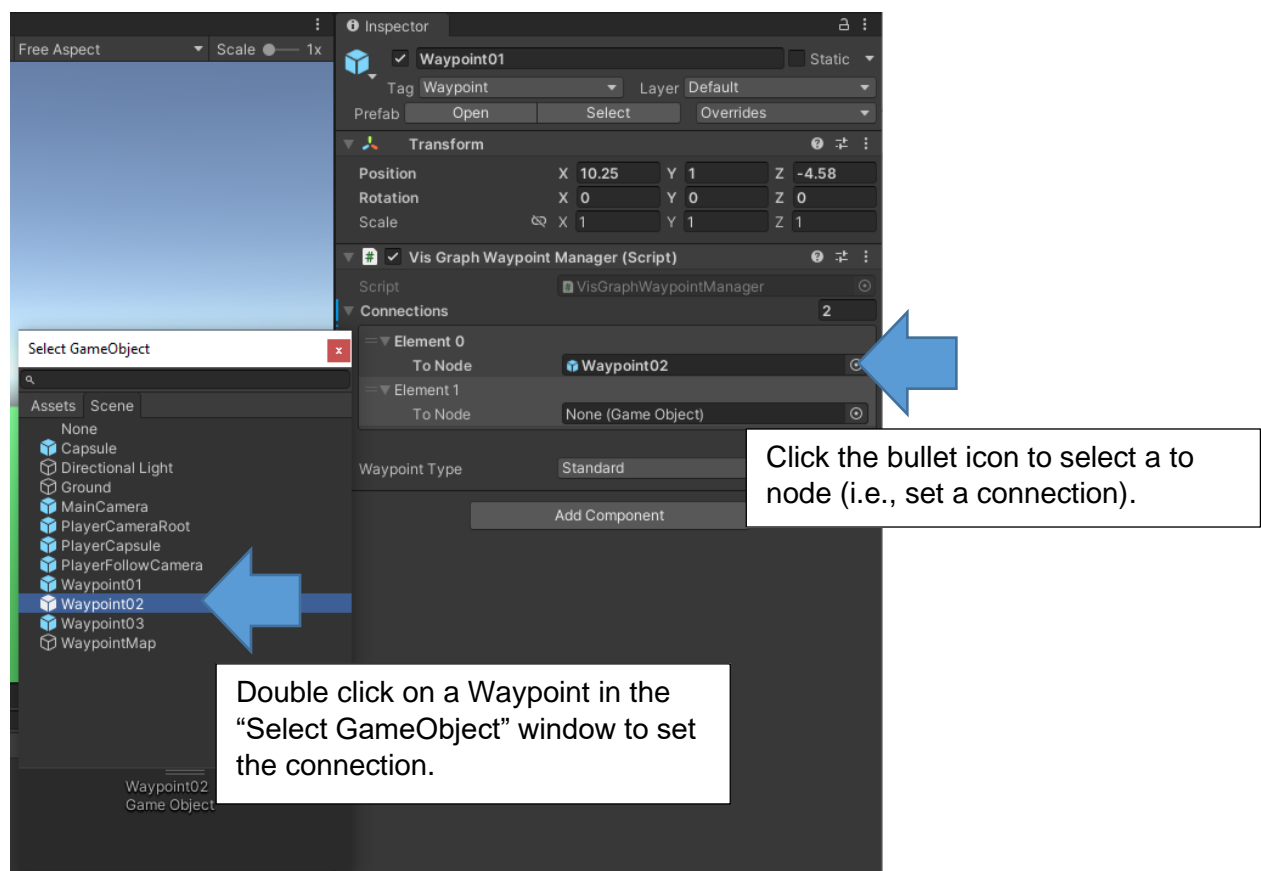 Free Aspect Scale 1x
Inspector
Waypoint01 Static
Tag Waypoint Layer Default
Prefab Open Select Overrides
Transform
Position X 10.25 Y 1 Z -4.58
Rotation X 0 Y 0 Z 0
Scale X 1 Y 1 Z 1
# Vis Graph Waypoint Manager (Script)
Script # VisGraphWaypointManager
Connections 2
Element 0
To Node Waypoint02
Element 1
To Node None (Game Object)
Waypoint Type Standard
Add Component
Click the bullet icon to select a to
node (i.e., set a connection).
Select GameObject x
Assets Scene
None
Capsule
Directional Light
Ground
MainCamera
PlayerCameraRoot
PlayerCapsule
PlayerFollowCamera
Waypoint01
Waypoint02
Waypoint03
WaypointMap
Double click on a Waypoint in the
“Select GameObject” window to set
the connection.
Waypoint02
Game Object